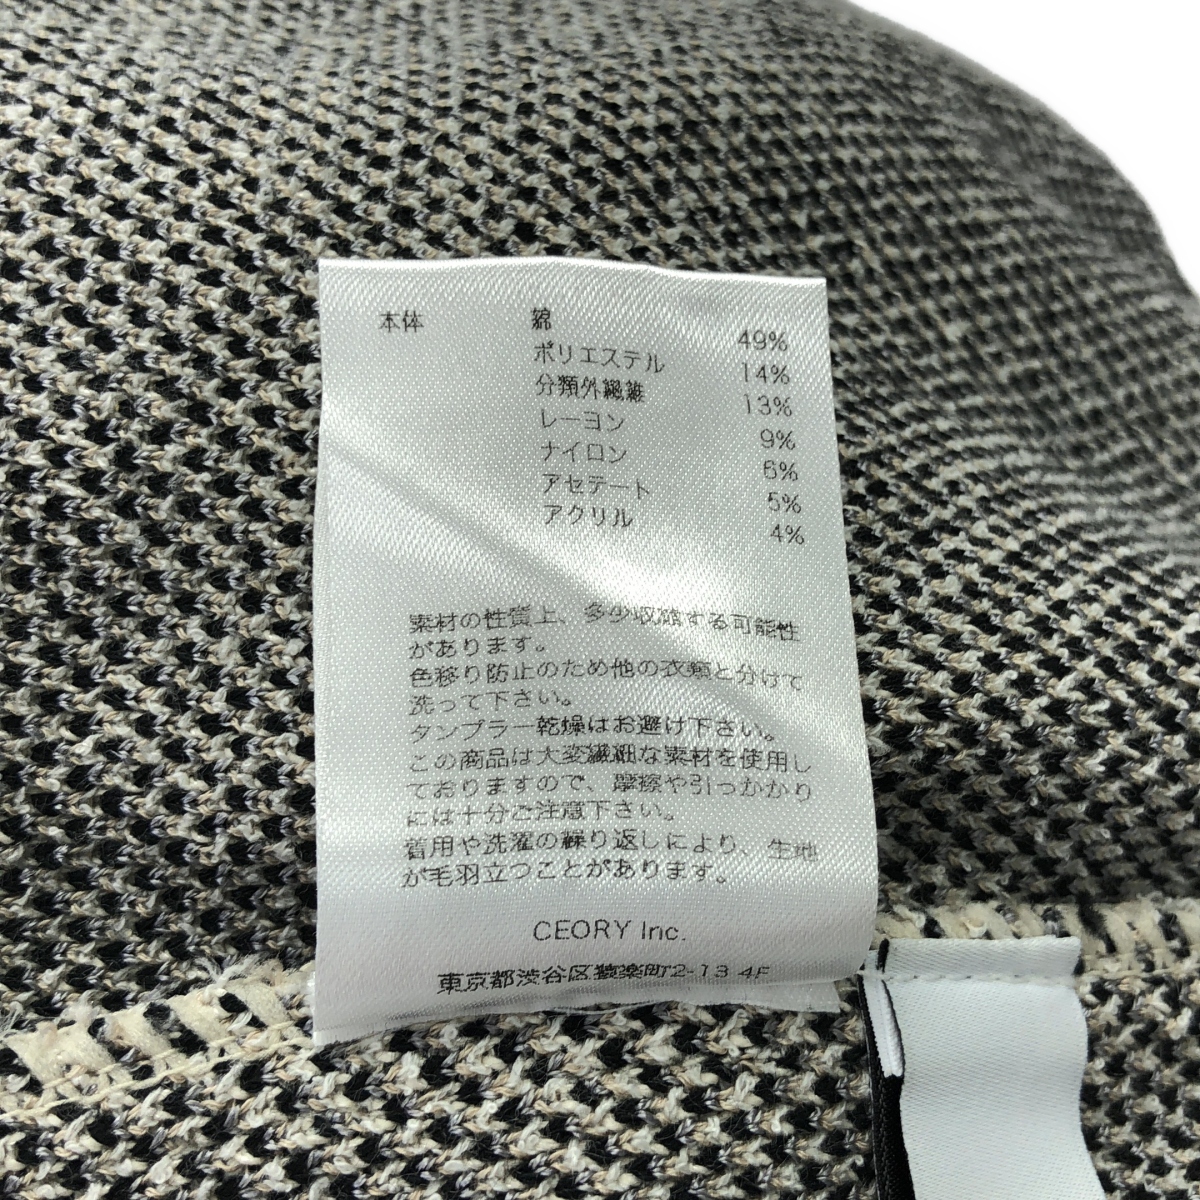 本体 綿 49%
ポリエステル 14%
分類外繊維 13%
レーヨン 9%
ナイロン 6%
アセテート 5%
アクリル 4%
素材の性質上、多少収縮する可能性
があります。
色移り防止のため他の衣類と分けて
洗って下さい。
タンブラー乾燥はお避け下さい。
この商品は大変繊細な素材を使用し
ておりますので、摩擦や引っかかり
には十分ご注意下さい。
着用や洗濯の繰り返しにより、生地
が毛羽立つことがあります。
CEORY Inc.
東京都渋谷区猿楽町2-13 4F